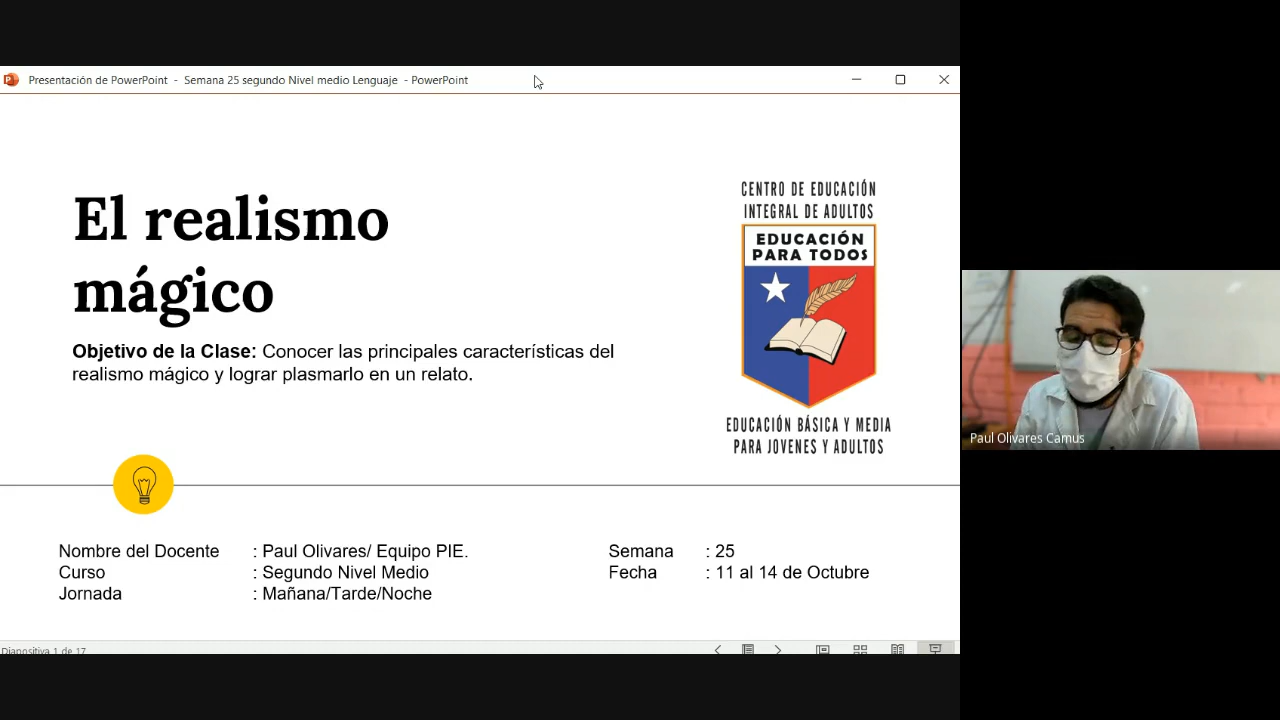 Presentación de PowerPoint - Semana 25 segundo Nivel medio Lenguaje - PowerPoint
El realismo
mágico
Objetivo de la Clase: Conocer las principales características del
realismo mágico y lograr plasmarlo en un relato.
CENTRO DE EDUCACIÓN
INTEGRAL DE ADULTOS
EDUCACIÓN
PARA TODOS
EDUCACIÓN BÁSICA Y MEDIA
PARA JOVENES Y ADULTOS
Paul Olivares Camus
Nombre del Docente : Paul Olivares/ Equipo PIE.
Curso : Segundo Nivel Medio
Jornada : Mañana/Tarde/Noche
Semana : 25
Fecha : 11 al 14 de Octubre
Diapositiva 1 de 17